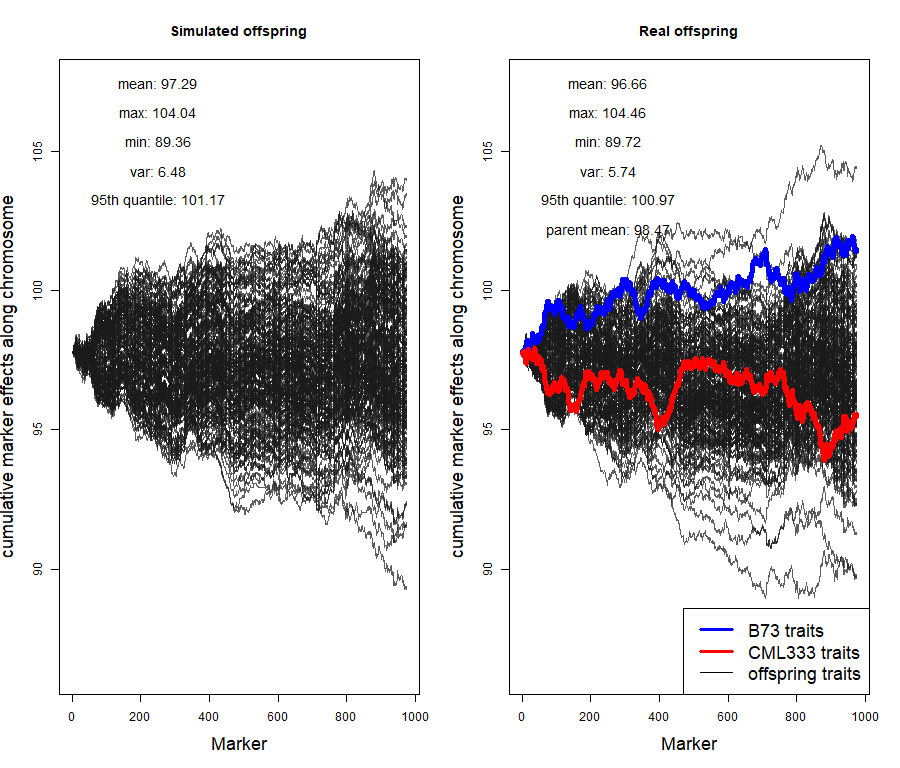 Simulated offspring
mean: 97.29
max: 104.04
min: 89.36
var: 6.48
95th quantile: 101.17
cumulative marker effects along chromosome
90
95
100
105
0
200
400
600
800
1000
Marker
Real offspring
mean: 96.66
max: 104.46
min: 89.72
var: 5.74
95th quantile: 100.97
parent mean: 98.47
cumulative marker effects along chromosome
90
95
100
105
B73 traits
CML333 traits
offspring traits
0
200
400
600
800
1000
Marker